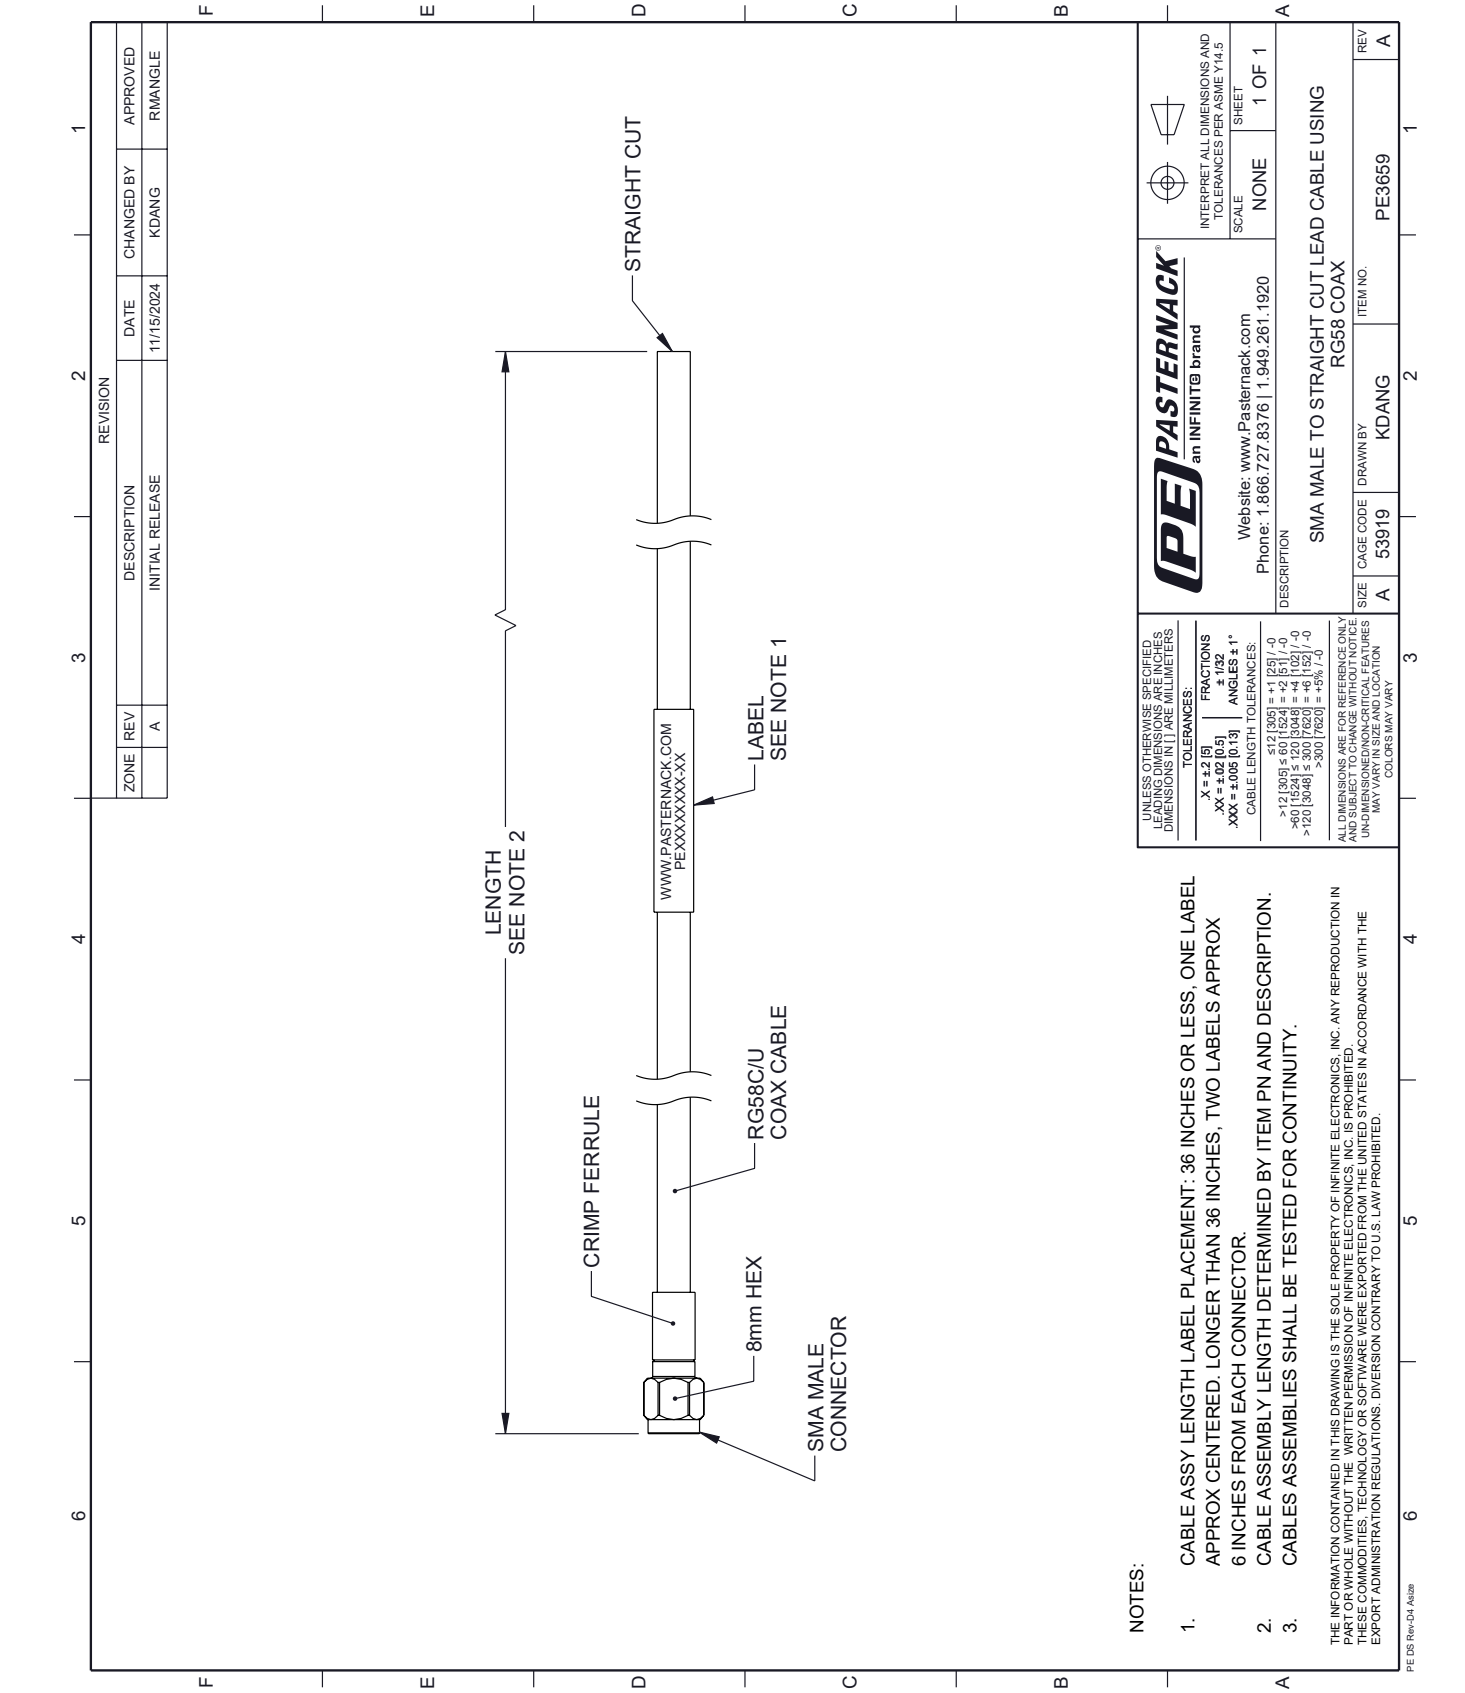 REVISION
ZONE REV DESCRIPTION DATE CHANGED BY APPROVED
A INITIAL RELEASE 11/15/2024 KDANG RMANGLE
6 5 4 3 2 1
F
E
D
C
B
A
LENGTH
SEE NOTE 2
CRIMP FERRULE
STRAIGHT CUT
WWW.PASTERNACK.COM
PEXXXXXXXX-XX
8mm HEX
RG58C/U
COAX CABLE
LABEL
SEE NOTE 1
SMA MALE
CONNECTOR
NOTES:
1. CABLE ASSY LENGTH LABEL PLACEMENT: 36 INCHES OR LESS, ONE LABEL
APPROX CENTERED. LONGER THAN 36 INCHES, TWO LABELS APPROX
6 INCHES FROM EACH CONNECTOR.
2. CABLE ASSEMBLY LENGTH DETERMINED BY ITEM PN AND DESCRIPTION.
3. CABLES ASSEMBLIES SHALL BE TESTED FOR CONTINUITY.
THE INFORMATION CONTAINED IN THIS DRAWING IS THE SOLE PROPERTY OF INFINITE ELECTRONICS, INC. ANY REPRODUCTION IN
PART OR WHOLE WITHOUT THE WRITTEN PERMISSION OF INFINITE ELECTRONICS, INC. IS PROHIBITED.
THESE COMMODITIES, TECHNOLOGY OR SOFTWARE WERE EXPORTED FROM THE UNITED STATES IN ACCORDANCE WITH THE
EXPORT ADMINISTRATION REGULATIONS. DIVERSION CONTRARY TO U.S. LAW PROHIBITED.
UNLESS OTHERWISE SPECIFIED
LEADING DIMENSIONS ARE INCHES
DIMENSIONS IN [ ] ARE MILLIMETERS
TOLERANCES:
.X = ±.2 [5] FRACTIONS
.XX = ±.02 [0.5] ± 1/32
.XXX = ±.005 [0.13] ANGLES ± 1°
CABLE LENGTH TOLERANCES:
≤12 [305] = +1 [25] / -0
>12 [305] ≤ 60 [1524] = +2 [51] / -0
>60 [1524] ≤ 120 [3048] = +4 [102] / -0
>120 [3048] ≤ 300 [7620] = +6 [152] / -0
>300 [7620] = +5% / -0
ALL DIMENSIONS ARE FOR REFERENCE ONLY
AND SUBJECT TO CHANGE WITHOUT NOTICE.
UN-DIMENSIONED/NON-CRITICAL FEATURES
MAY VARY IN SIZE AND LOCATION
COLORS MAY VARY
PE PASTERNACK®
an INFINIT@ brand
Website: www.Pasternack.com
Phone: 1.866.727.8376 | 1.949.261.1920
INTERPRET ALL DIMENSIONS AND
TOLERANCES PER ASME Y14.5
SCALE SHEET
NONE 1 OF 1
DESCRIPTION
SMA MALE TO STRAIGHT CUT LEAD CABLE USING
RG58 COAX
SIZE CAGE CODE DRAWN BY ITEM NO. REV
A 53919 KDANG PE3659 A
F
E
D
C
B
A
6 5 4 3 2 1
PE DS Rev-D4 Asize